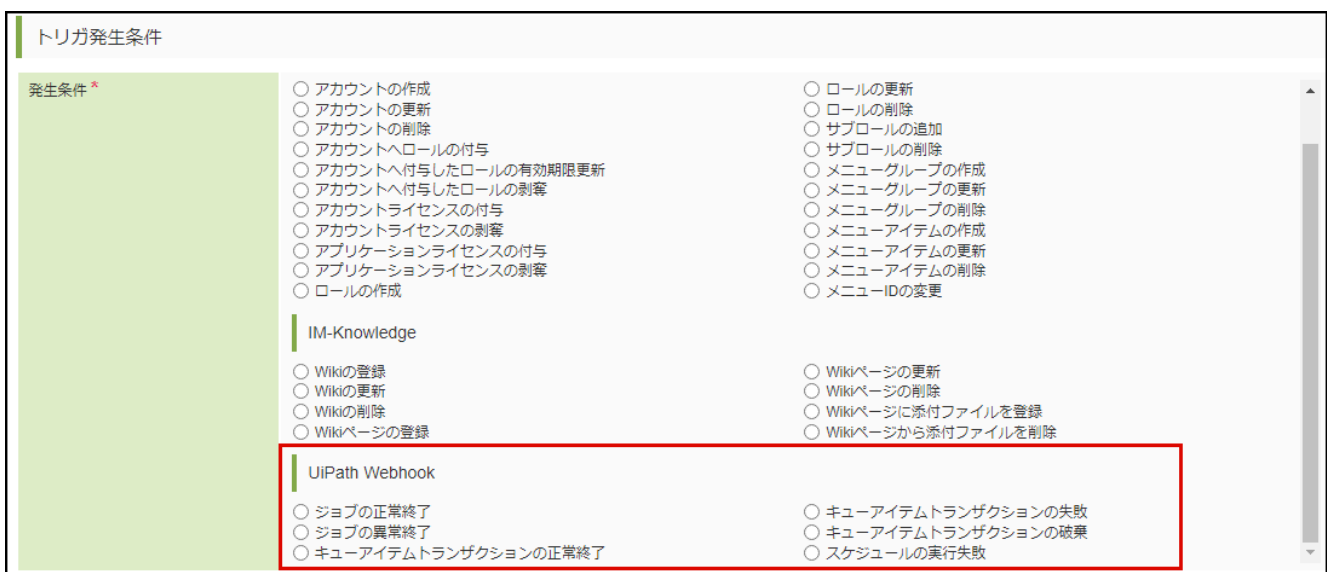 トリガ発生条件
発生条件*
アカウントの作成
アカウントの更新
アカウントの削除
アカウントへロールの付与
アカウントへ付与したロールの有効期限更新
アカウントへ付与したロールの剥奪
アカウントライセンスの付与
アカウントライセンスの剥奪
アプリケーションライセンスの付与
アプリケーションライセンスの剥奪
ロールの作成
ロールの更新
ロールの削除
サブロールの追加
サブロールの削除
メニューグループの作成
メニューグループの更新
メニューグループの削除
メニューアイテムの作成
メニューアイテムの更新
メニューアイテムの削除
メニューIDの変更
IM-Knowledge
Wikiの登録
Wikiの更新
Wikiの削除
Wikiページの登録
Wikiページの更新
Wikiページの削除
Wikiページに添付ファイルを登録
Wikiページから添付ファイルを削除
UiPath Webhook
ジョブの正常終了
ジョブの異常終了
キューアイテムトランザクションの正常終了
キューアイテムトランザクションの失敗
キューアイテムトランザクションの破棄
スケジュールの実行失敗